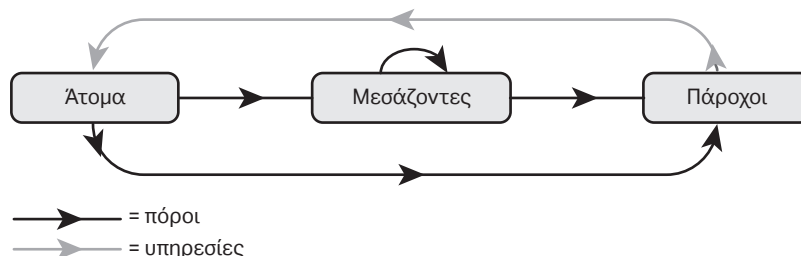 Άτομα
Μεσάζοντες
Πάροχοι
= πόροι
= υπηρεσίες